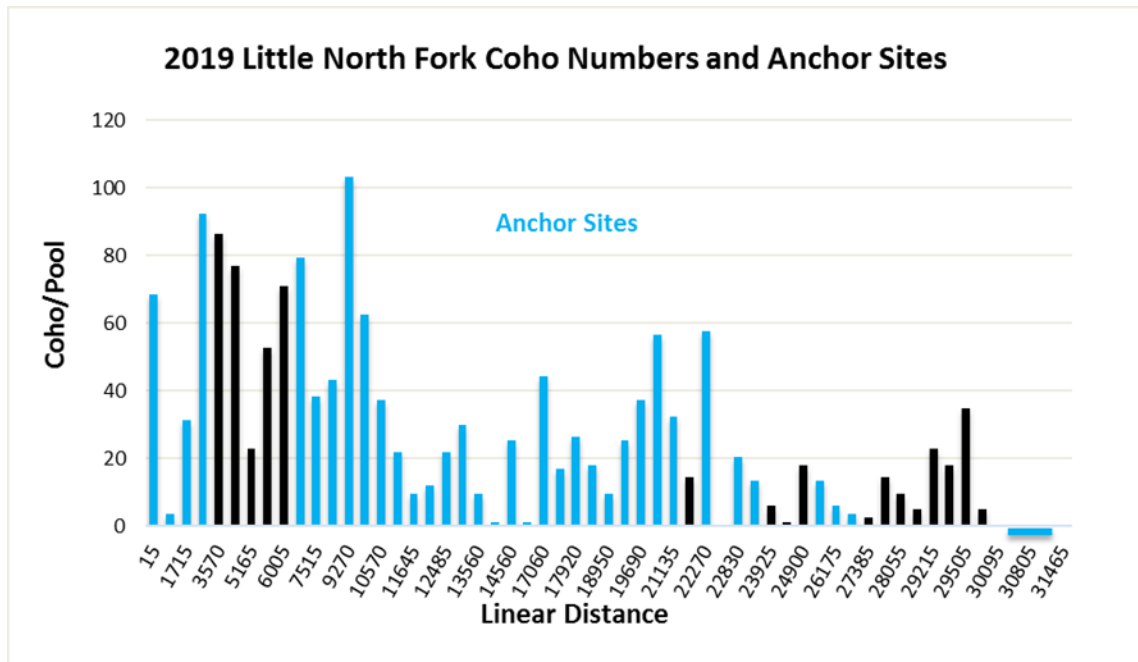 2019 Little North Fork Coho Numbers and Anchor Sites
120
100
Anchor Sites
80
60
40
20
0
Coho/Pool
15 1715 3570 5165 6005 7515 9270 10570 11645 12485 13560 14560 17060 17920 18950 19690 21135 22270 22830 23925 24900 26175 27385 28055 29215 29505 30095 30805 31465
Linear Distance